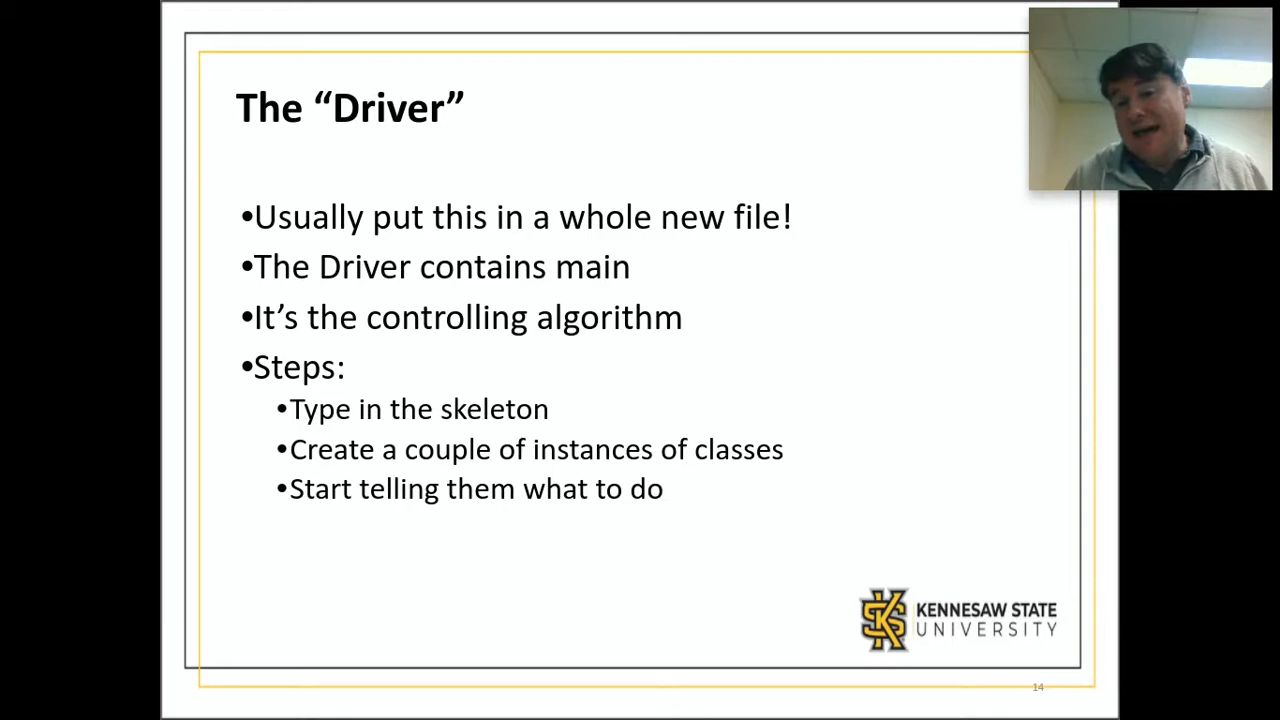 The “Driver”
•Usually put this in a whole new file!
•The Driver contains main
•It’s the controlling algorithm
•Steps:
•Type in the skeleton
•Create a couple of instances of classes
•Start telling them what to do
KS
KENNESAW STATE
UNIVERSITY
14